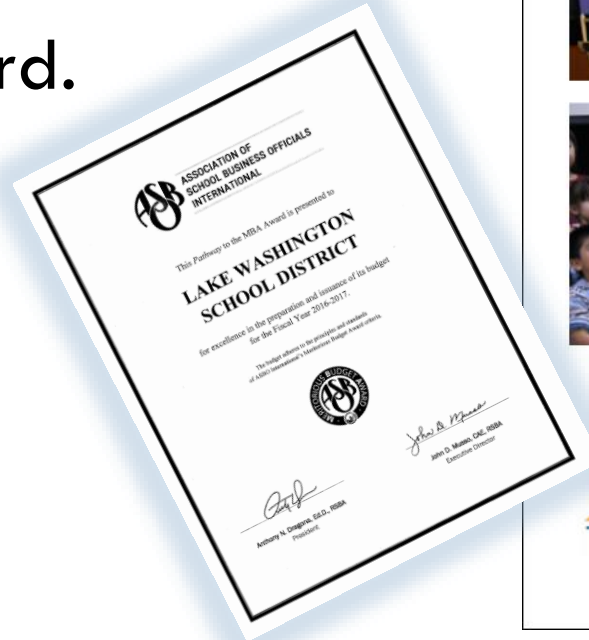 rd.
ASBO
ASSOCIATION OF
SCHOOL BUSINESS OFFICIALS
INTERNATIONAL
This Pathway to the MBA Award is presented to
LAKE WASHINGTON
SCHOOL DISTRICT
for excellence in the preparation and issuance of its budget
for the Fiscal Year 2016-2017.
The budget adheres to the principles and standards
of ASBO International's Meritorious Budget Award criteria.
MERITORIOUS BUDGET AWARD
ASBO
John D. Musso
John D. Musso, CAE, RSBA
Executive Director
Anthony N. Dragona, Ed.D., RSBA
President